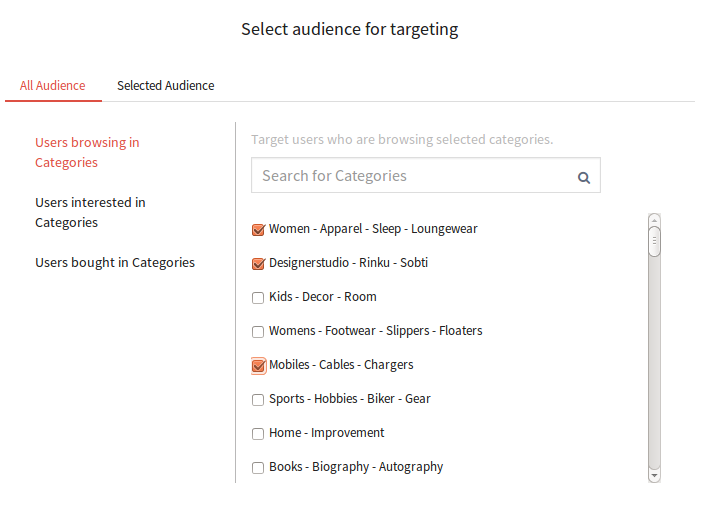 Select audience for targeting
All Audience
Selected Audience
Users browsing in
Categories
Users interested in
Categories
Users bought in Categories
Target users who are browsing selected categories.
Search for Categories
Women - Apparel - Sleep - Loungewear
Designerstudio - Rinku - Sobti
Kids - Decor - Room
Womens - Footwear - Slippers - Floaters
Mobiles - Cables - Chargers
Sports - Hobbies - Biker - Gear
Home - Improvement
Books - Biography - Autography